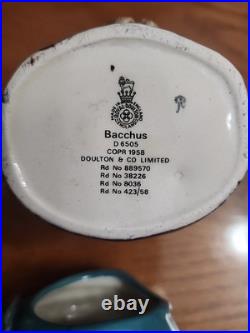 Bacchus
D 6505
COPR 1958
DOULTON & CO LIMITED
Rd No 889570
Rd No 38226
Rd No 8036
Rd No 423/58